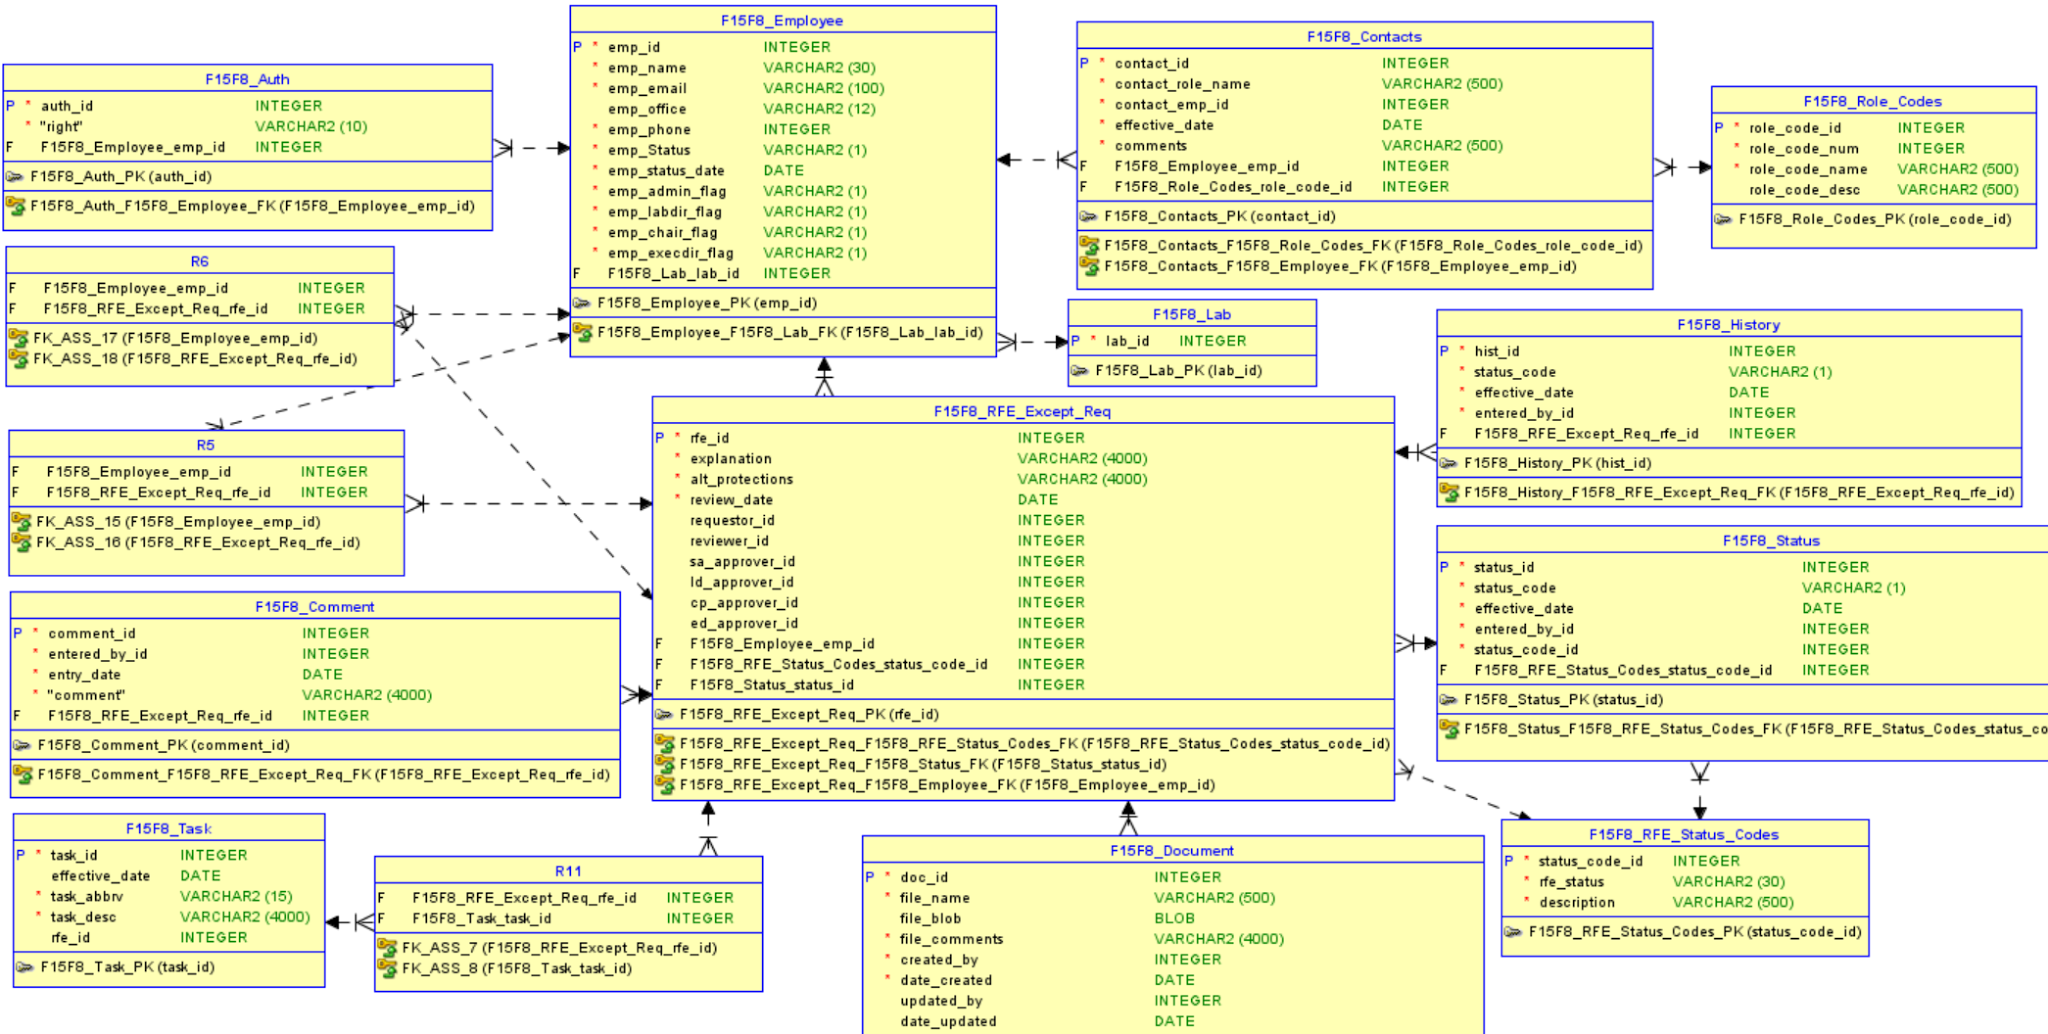 F15F8_Employee
P * emp_id INTEGER
* emp_name VARCHAR2 (30)
* emp_email VARCHAR2 (100)
emp_office VARCHAR2 (12)
* emp_phone INTEGER
* emp_Status VARCHAR2 (1)
* emp_status_date DATE
* emp_admin_flag VARCHAR2 (1)
* emp_labdir_flag VARCHAR2 (1)
* emp_chair_flag VARCHAR2 (1)
* emp_execdir_flag VARCHAR2 (1)
F F15F8_Lab_lab_id INTEGER
F15F8_Employee_PK (emp_id)
F15F8_Employee_F15F8_Lab_FK (F15F8_Lab_lab_id)
F15F8_Contacts
P * contact_id INTEGER
* contact_role_name VARCHAR2 (500)
* contact_emp_id INTEGER
* effective_date DATE
* comments VARCHAR2 (500)
F F15F8_Employee_emp_id INTEGER
F F15F8_Role_Codes_role_code_id INTEGER
F15F8_Contacts_PK (contact_id)
F15F8_Contacts_F15F8_Role_Codes_FK (F15F8_Role_Codes_role_code_id)
F15F8_Contacts_F15F8_Employee_FK (F15F8_Employee_emp_id)
F15F8_Role_Codes
P * role_code_id INTEGER
* role_code_num INTEGER
* role_code_name VARCHAR2 (500)
role_code_desc VARCHAR2 (500)
F15F8_Role_Codes_PK (role_code_id)
F15F8_Auth
P * auth_id INTEGER
* "right" VARCHAR2 (10)
F F15F8_Employee_emp_id INTEGER
F15F8_Auth_PK (auth_id)
F15F8_Auth_F15F8_Employee_FK (F15F8_Employee_emp_id)
R6
F F15F8_Employee_emp_id INTEGER
F F15F8_RFE_Except_Req_rfe_id INTEGER
FK_ASS_17 (F15F8_Employee_emp_id)
FK_ASS_18 (F15F8_RFE_Except_Req_rfe_id)
F15F8_Lab
P * lab_id INTEGER
F15F8_Lab_PK (lab_id)
F15F8_History
P * hist_id INTEGER
* status_code VARCHAR2 (1)
* effective_date DATE
* entered_by_id INTEGER
F F15F8_RFE_Except_Req_rfe_id INTEGER
F15F8_History_PK (hist_id)
F15F8_History_F15F8_RFE_Except_Req_FK (F15F8_RFE_Except_Req_rfe_id)
R5
F F15F8_Employee_emp_id INTEGER
F F15F8_RFE_Except_Req_rfe_id INTEGER
FK_ASS_15 (F15F8_Employee_emp_id)
FK_ASS_16 (F15F8_RFE_Except_Req_rfe_id)
F15F8_RFE_Except_Req
P * rfe_id INTEGER
* explanation VARCHAR2 (4000)
* alt_protections VARCHAR2 (4000)
* review_date DATE
requestor_id INTEGER
reviewer_id INTEGER
sa_approver_id INTEGER
ld_approver_id INTEGER
cp_approver_id INTEGER
ed_approver_id INTEGER
F F15F8_Employee_emp_id INTEGER
F F15F8_RFE_Status_Codes_status_code_id INTEGER
F F15F8_Status_status_id INTEGER
F15F8_RFE_Except_Req_PK (rfe_id)
F15F8_RFE_Except_Req_F15F8_RFE_Status_Codes_FK (F15F8_RFE_Status_Codes_status_code_id)
F15F8_RFE_Except_Req_F15F8_Status_FK (F15F8_Status_status_id)
F15F8_RFE_Except_Req_F15F8_Employee_FK (F15F8_Employee_emp_id)
F15F8_Status
P * status_id INTEGER
* status_code VARCHAR2 (1)
* effective_date DATE
* entered_by_id INTEGER
* status_code_id INTEGER
F F15F8_RFE_Status_Codes_status_code_id INTEGER
F15F8_Status_PK (status_id)
F15F8_Status_F15F8_RFE_Status_Codes_FK (F15F8_RFE_Status_Codes_status_co
F15F8_Comment
P * comment_id INTEGER
* entered_by_id INTEGER
* entry_date DATE
* "comment" VARCHAR2 (4000)
F F15F8_RFE_Except_Req_rfe_id INTEGER
F15F8_Comment_PK (comment_id)
F15F8_Comment_F15F8_RFE_Except_Req_FK (F15F8_RFE_Except_Req_rfe_id)
F15F8_Task
P * task_id INTEGER
effective_date DATE
* task_abbrv VARCHAR2 (15)
* task_desc VARCHAR2 (4000)
rfe_id INTEGER
F15F8_Task_PK (task_id)
R11
F F15F8_RFE_Except_Req_rfe_id INTEGER
F F15F8_Task_task_id INTEGER
FK_ASS_7 (F15F8_RFE_Except_Req_rfe_id)
FK_ASS_8 (F15F8_Task_task_id)
F15F8_Document
P * doc_id INTEGER
* file_name VARCHAR2 (500)
file_blob BLOB
* file_comments VARCHAR2 (4000)
* created_by INTEGER
* date_created DATE
updated_by INTEGER
date_updated DATE
F15F8_RFE_Status_Codes
P * status_code_id INTEGER
* rfe_status VARCHAR2 (30)
* description VARCHAR2 (500)
F15F8_RFE_Status_Codes_PK (status_code_id)